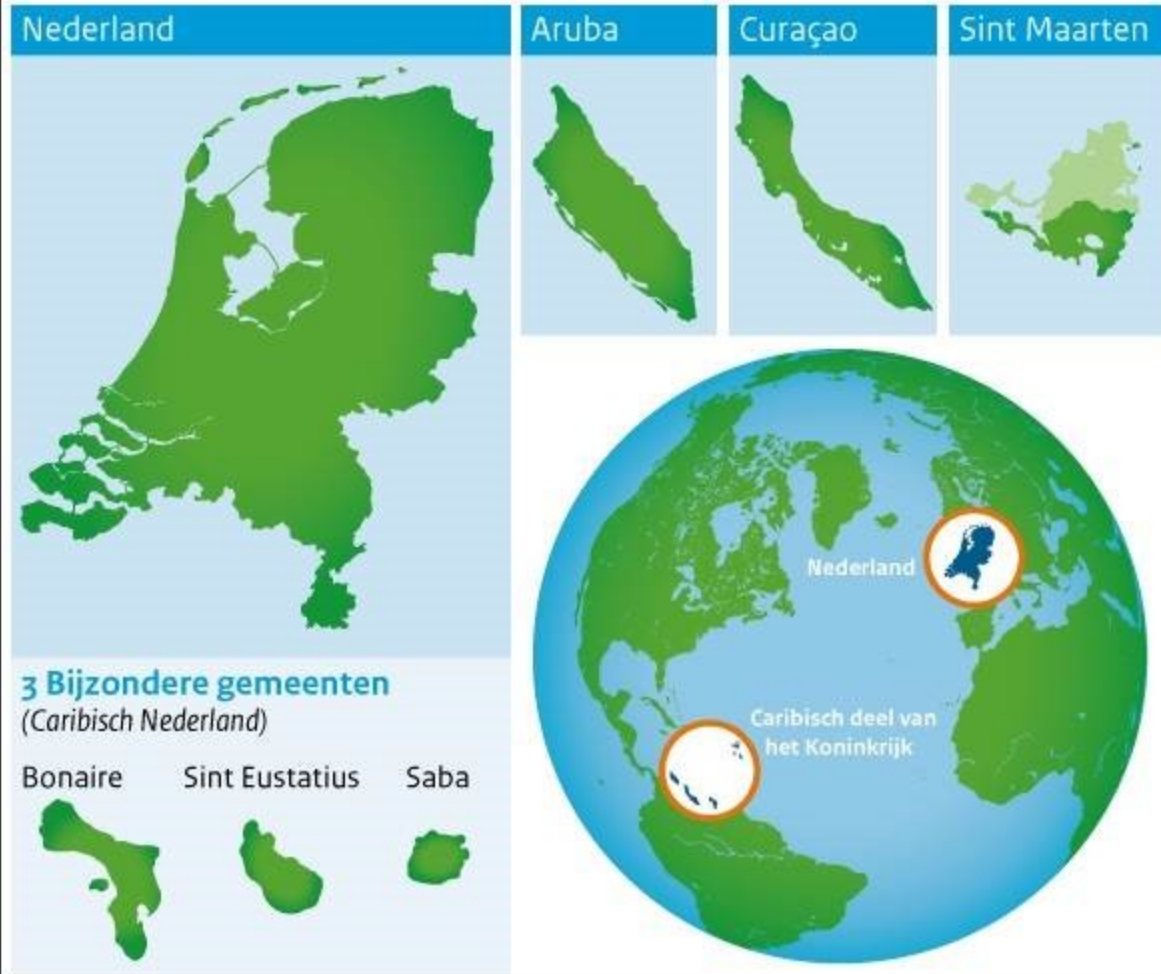 Nederland
Aruba
Curaçao
Sint Maarten
3 Bijzondere gemeenten
(Caribisch Nederland)
Bonaire
Sint Eustatius
Saba
Nederland
Caribisch deel van
het Koninkrijk